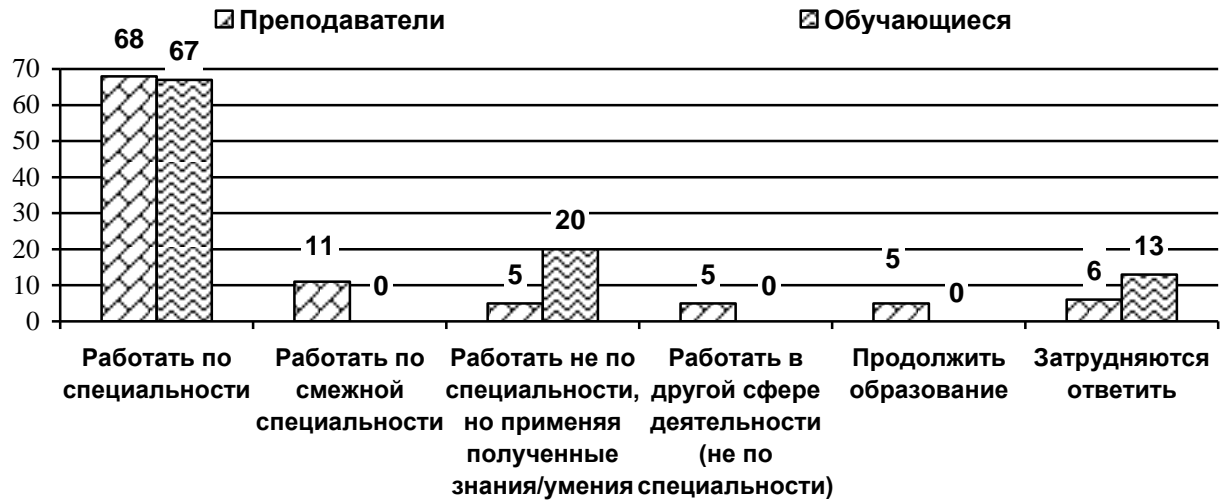 Преподаватели Обучающиеся
68 67
70
60
50
40
30
20
10
0
11 0
5 20
5 0
5 0
6 13
Работать по
специальности
Работать по
смежной
специальности
Работать не по
специальности,
но применяя
полученные
знания/умения
Работать в
другой сфере
деятельности
(не по
специальности)
Продолжить
образование
Затрудняются
ответить